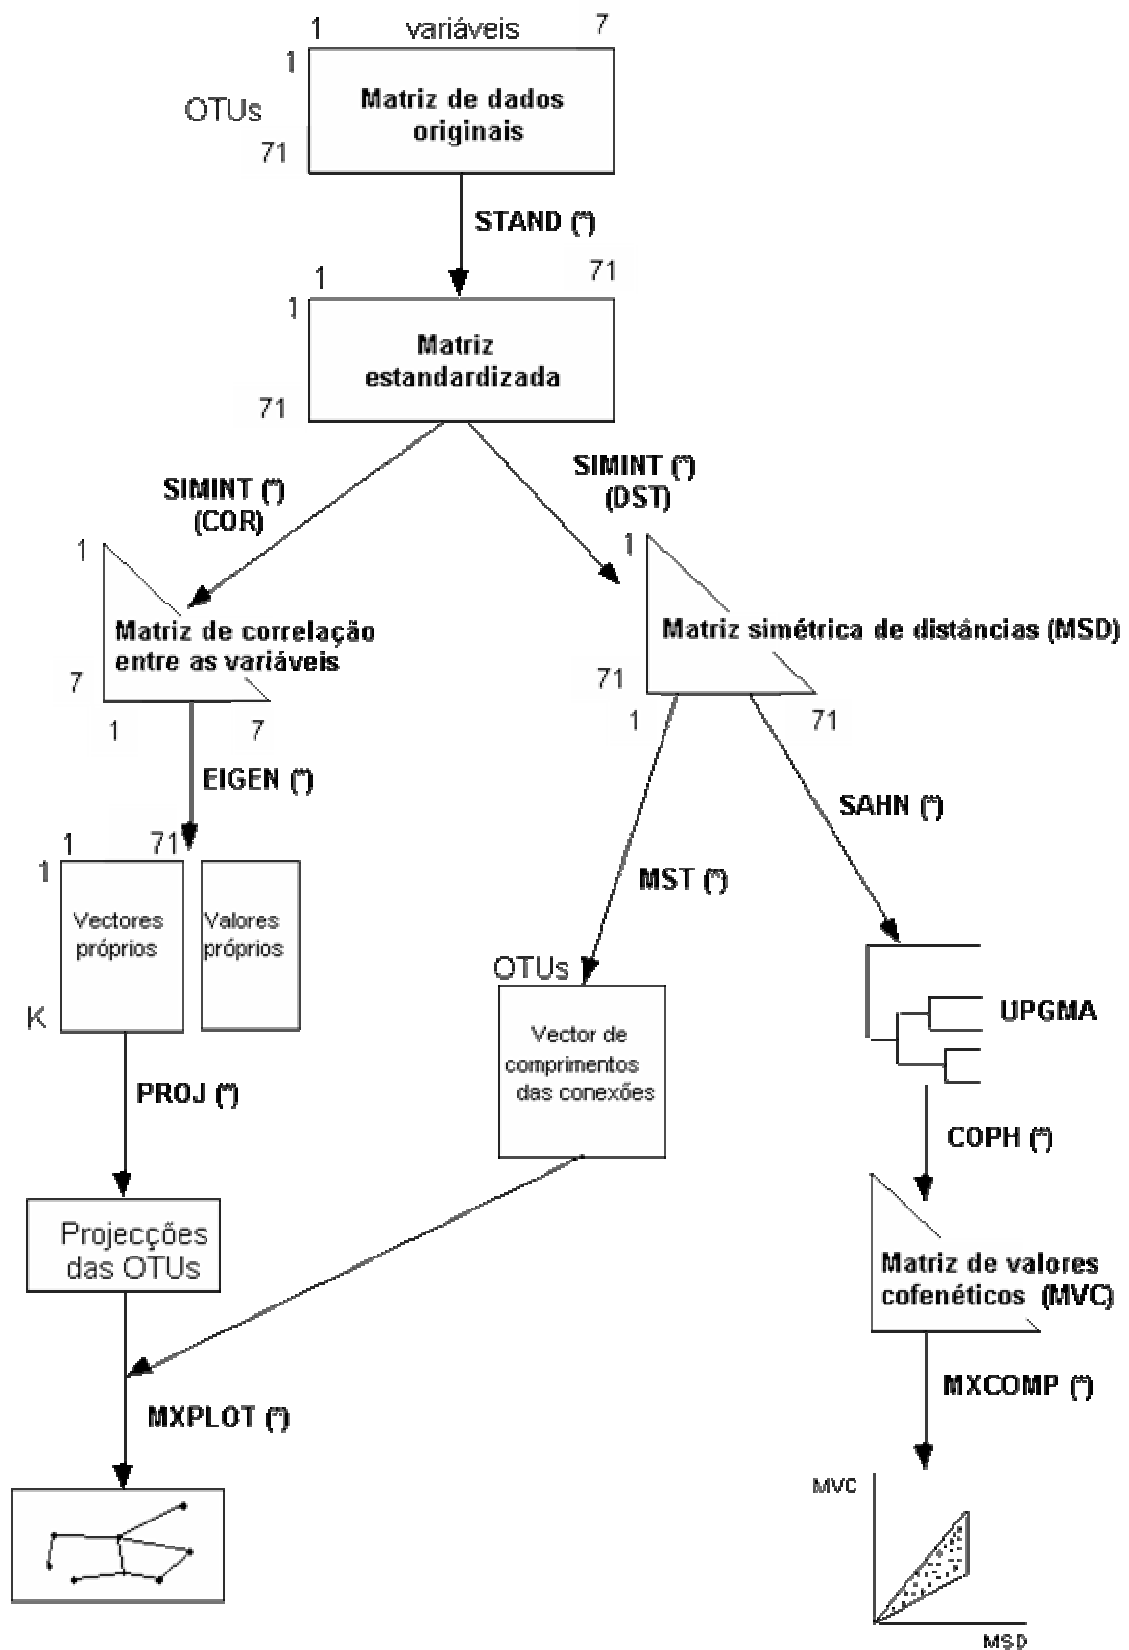 1 variáveis 7
1
Matriz de dados
originais
OTUs
71
STAND (*)
1 71
1
Matriz
estandardizada
71
SIMINT (*)
(COR)
SIMINT (*)
(DST)
1
Matriz de correlação
entre as variáveis
7
1 7
1
Matriz simétrica de distâncias (MSD)
71
1 71
EIGEN (*)
SAHN (*)
MST (*)
1 71
1
Vectores
próprios
K
Valores
próprios
OTUs
Vector de
comprimentos
das conexões
UPGMA
PROJ (*)
COPH (*)
Projecções
das OTUs
Matriz de valores
cofenéticos (MVC)
MXPLOT (*)
MXCOMP (*)
MVC
MSD